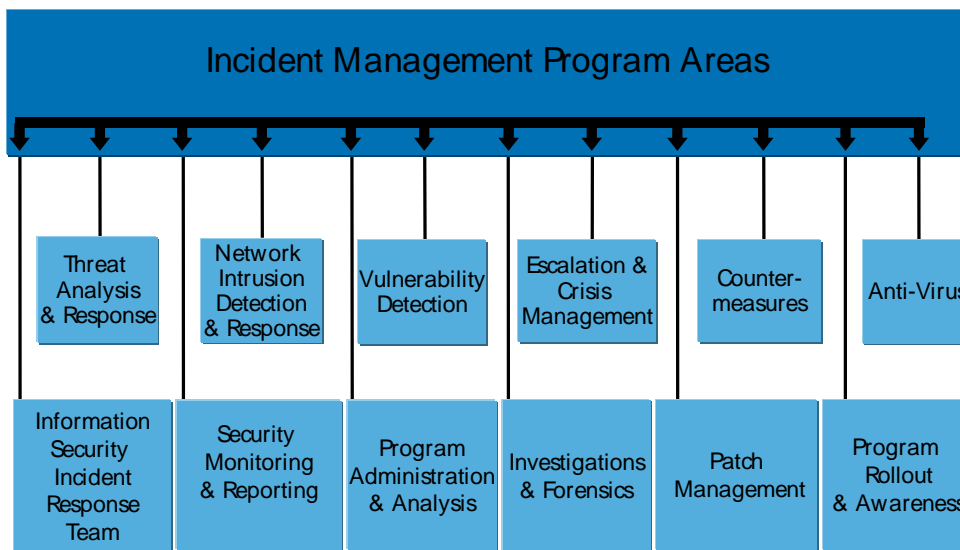 Incident Management Program Areas
Threat
Analysis
& Response
Network
Intrusion
Detection
& Response
Vulnerability
Detection
Escalation &
Crisis
Management
Counter-
measures
Anti-Virus
Information
Security
Incident
Response
Team
Security
Monitoring
& Reporting
Program
Administration
& Analysis
Investigations
& Forensics
Patch
Management
Program
Rollout
& Awareness